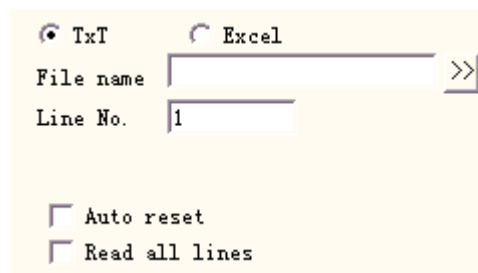 TxT Excel
File name >>
Line No. 1
Auto reset
Read all lines